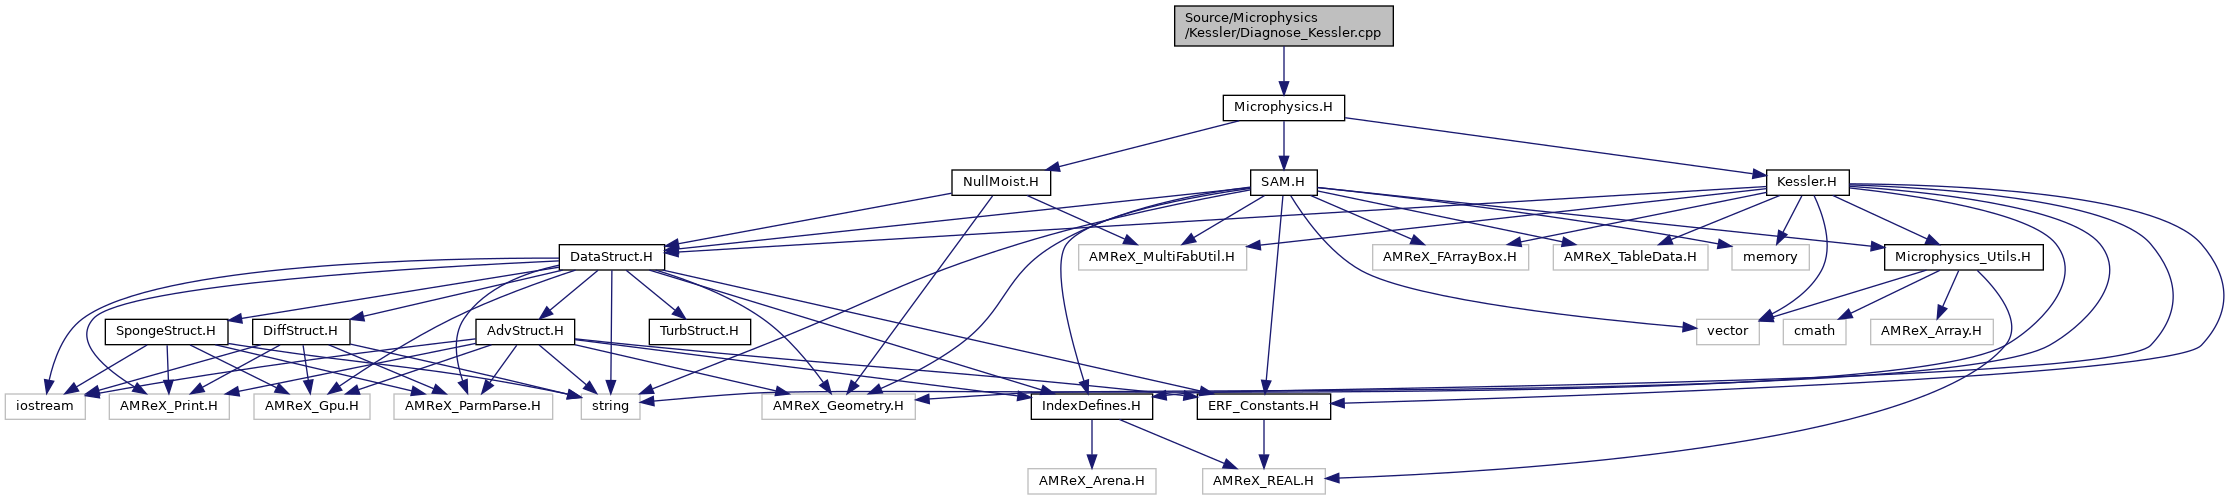 Source/Microphysics
/Kessler/Diagnose_Kessler.cpp
Microphysics.H
NullMoist.H
SAM.H
Kessler.H
DataStruct.H
AMReX_MultiFabUtil.H
AMReX_FArrayBox.H
AMReX_TableData.H
memory
Microphysics_Utils.H
SpongeStruct.H
DiffStruct.H
AdvStruct.H
TurbStruct.H
vector
cmath
AMReX_Array.H
iostream
AMReX_Print.H
AMReX_Gpu.H
AMReX_ParmParse.H
string
AMReX_Geometry.H
IndexDefines.H
ERF_Constants.H
AMReX_Arena.H
AMReX_REAL.H